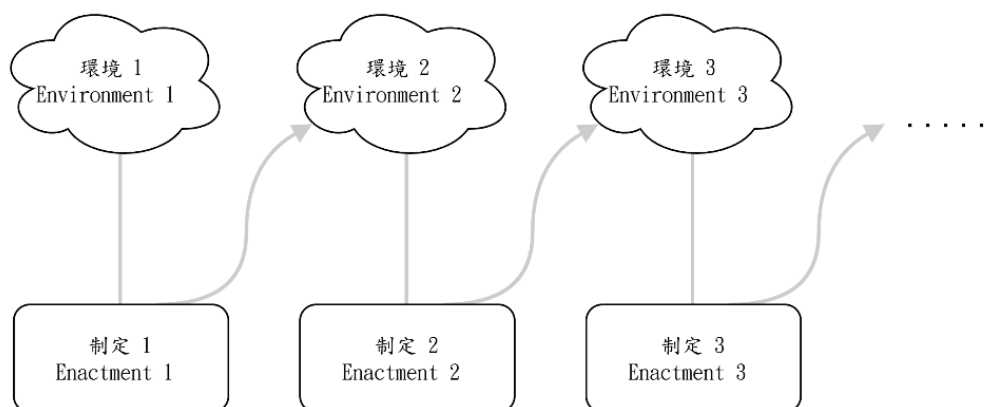 環境 1
Environment 1
環境 2
Environment 2
環境 3
Environment 3
.....
制定 1
Enactment 1
制定 2
Enactment 2
制定 3
Enactment 3